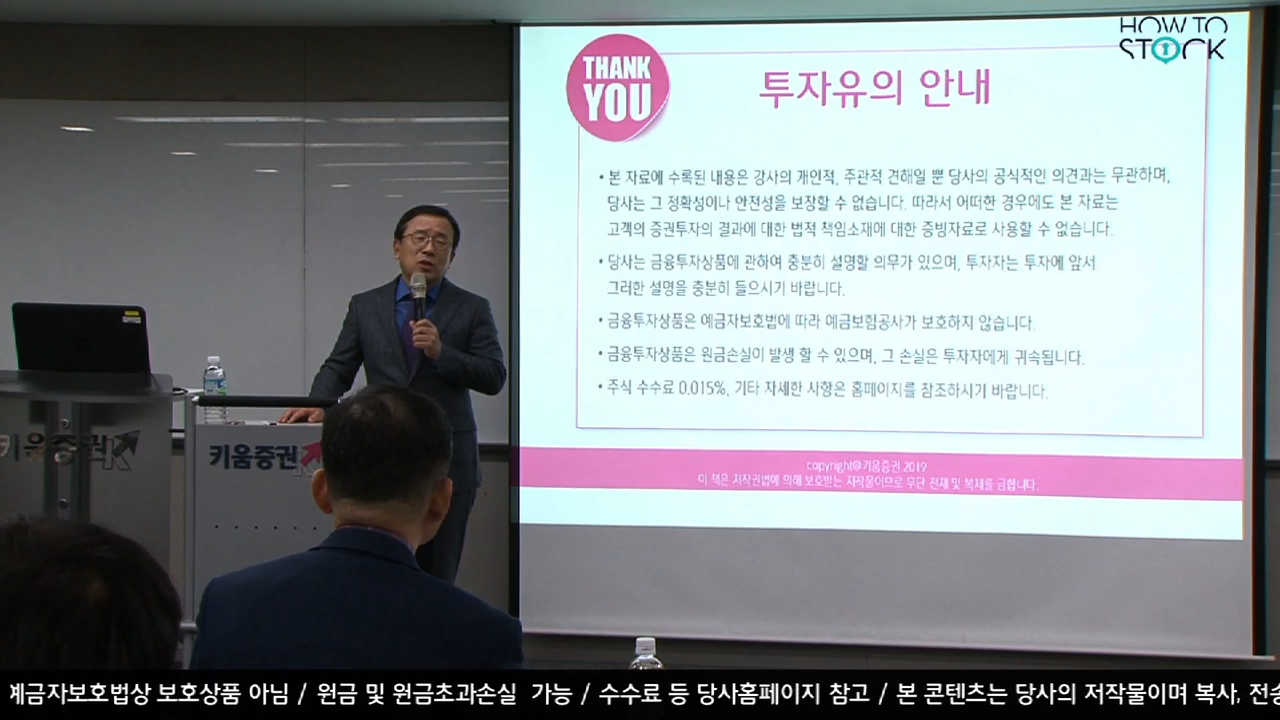 HOW TO
STOCK
THANK
YOU
투자유의 안내
• 본 자료에 수록된 내용은 강사의 개인적, 주관적 견해일 뿐 당사의 공식적인 의견과는 무관하며,
당사는 그 정확성이나 안전성을 보장할 수 없습니다. 따라서 어떠한 경우에도 본 자료는
고객의 증권투자의 결과에 대한 법적 책임소재에 대한 증빙자료로 사용할 수 없습니다.
• 당사는 금융투자상품에 관하여 충분히 설명할 의무가 있으며, 투자자는 투자에 앞서
그러한 설명을 충분히 들으시기 바랍니다.
• 금융투자상품은 예금자보호법에 따라 예금보험공사가 보호하지 않습니다.
• 금융투자상품은 원금손실이 발생 할 수 있으며, 그 손실은 투자자에게 귀속됩니다.
• 주식 수수료 0.015%, 기타 자세한 사항은 홈페이지를 참조하시기 바랍니다.
copyright@키움증권 2019
이 책은 저작권법에 의해 보호받는 저작물이므로 무단 전재 및 복제를 금합니다.
키움증권
키움증권
예금자보호법상 보호상품 아님 / 원금 및 원금초과손실 가능 / 수수료 등 당사홈페이지 참고 / 본 콘텐츠는 당사의 저작물이며 복사, 전송